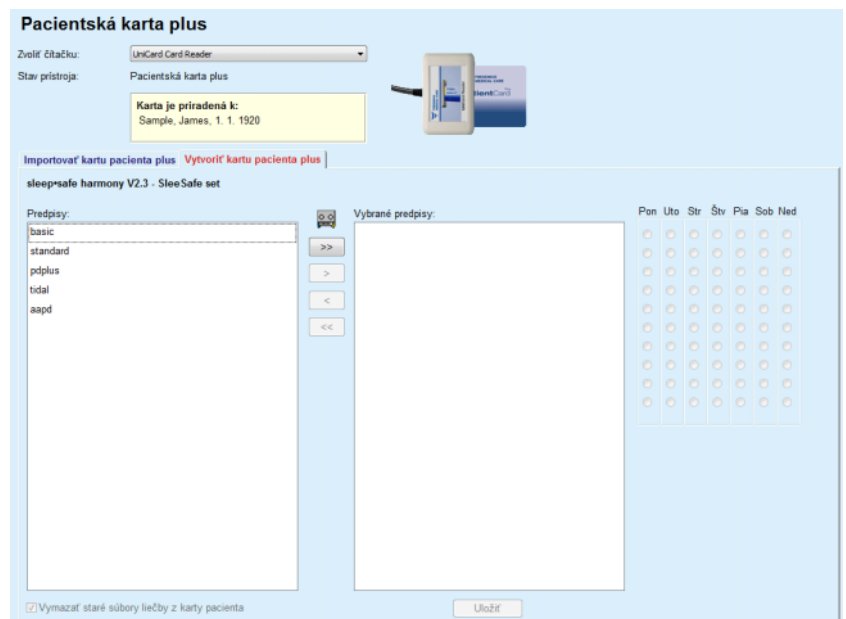 Pacientská karta plus
Zvoliť čítačku: UniCard Card Reader
Stav prístroja: Pacientská karta plus
Karta je priradená k:
Sample, James, 1. 1. 1920
FRESENIUS
MEDICAL CARE
Importovať kartu pacienta plus Vytvoriť kartu pacienta plus
sleep•safe harmony V2.3 - SleeSafe set
Predpisy: Vybrané predpisy: Pon Uto Str Štv Pia Sob Ned
basic
standard
pdplus
tidal
aapd
>>
>
<
<<
Vymazať staré súbory liečby z karty pacienta Uložiť